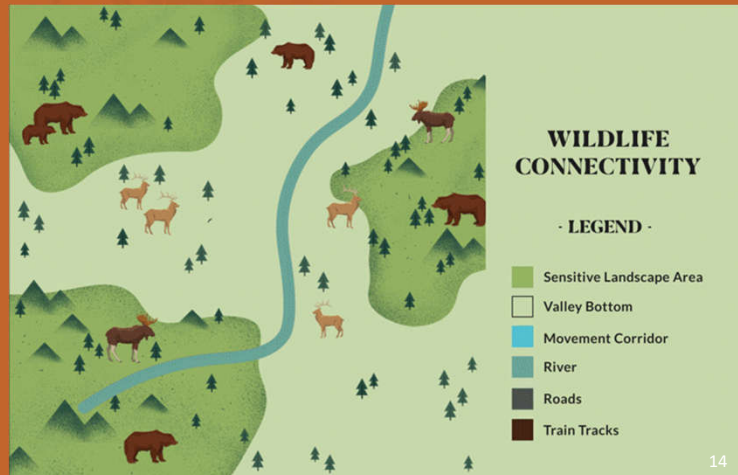 WILDLIFE
CONNECTIVITY
- LEGEND -
Sensitive Landscape Area
Valley Bottom
Movement Corridor
River
Roads
Train Tracks
14